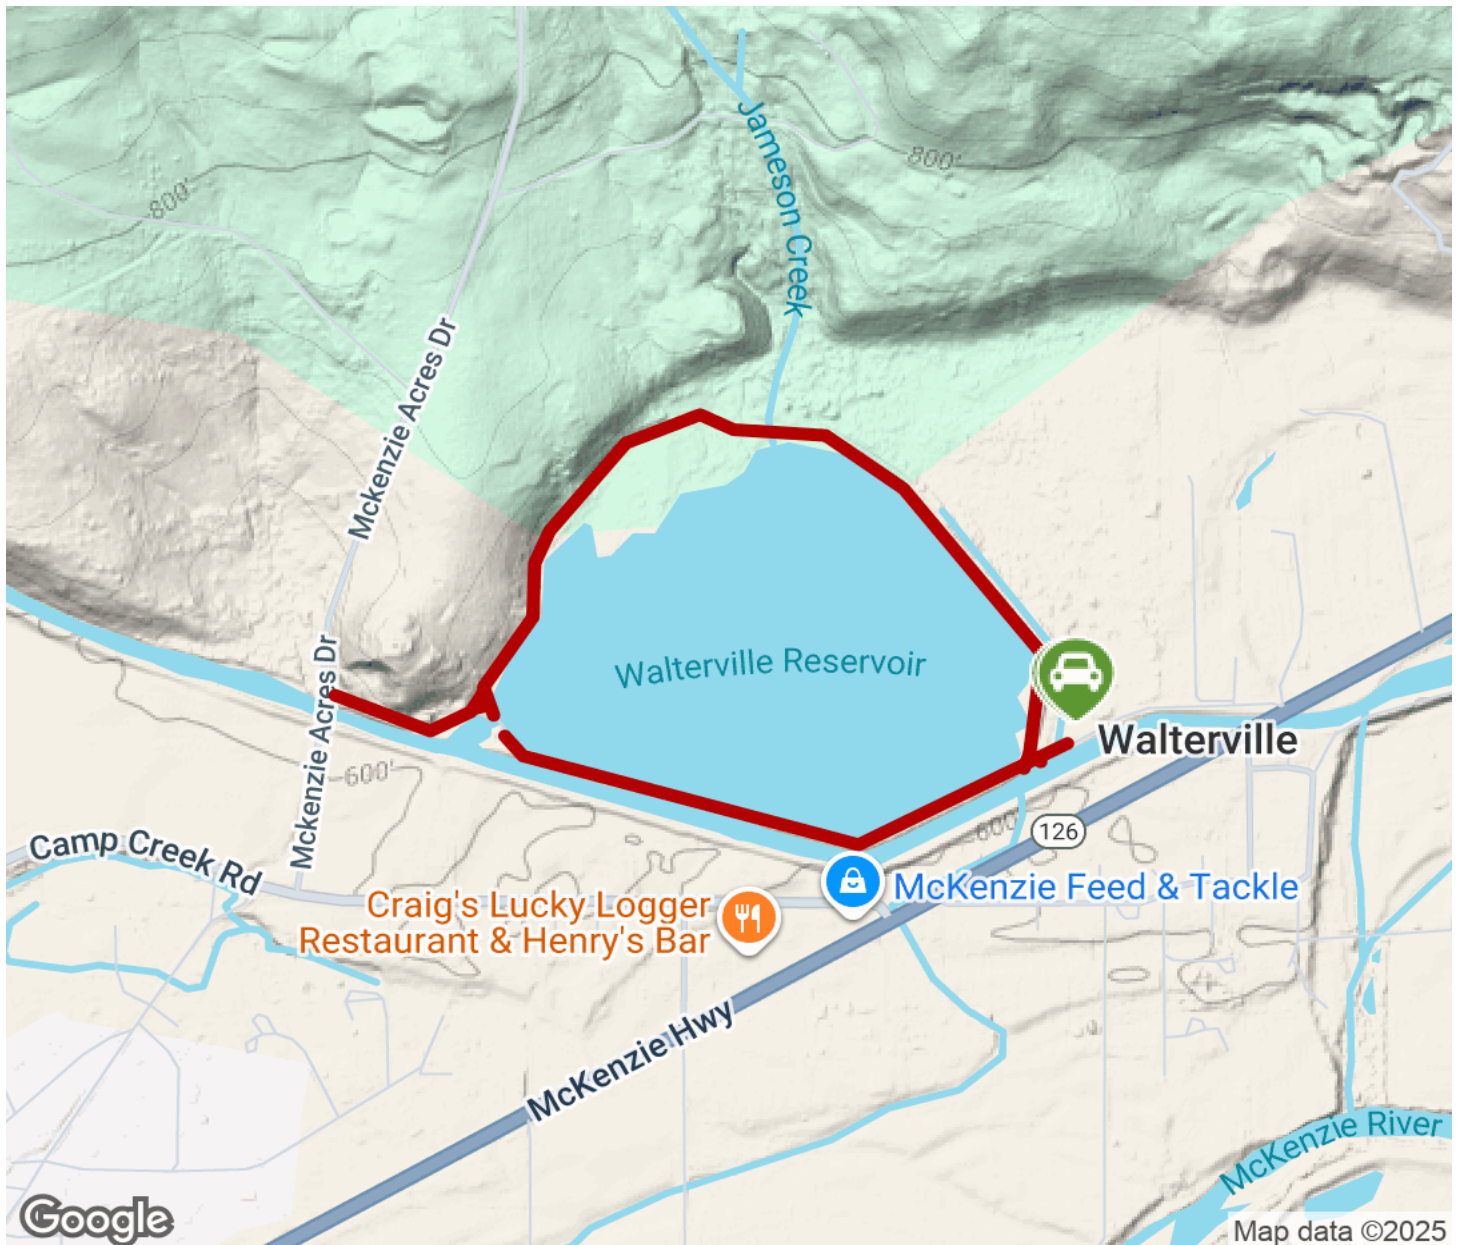 Jameson Creek
800'
800'
Mckenzie Acres Dr
Walterville Reservoir
Mckenzie Acres Dr
Walterville
600'
600'
126
Camp Creek Rd
McKenzie Feed & Tackle
Craig's Lucky Logger
Restaurant & Henry's Bar
McKenzie Hwy
McKenzie River
Google
Map data ©2025